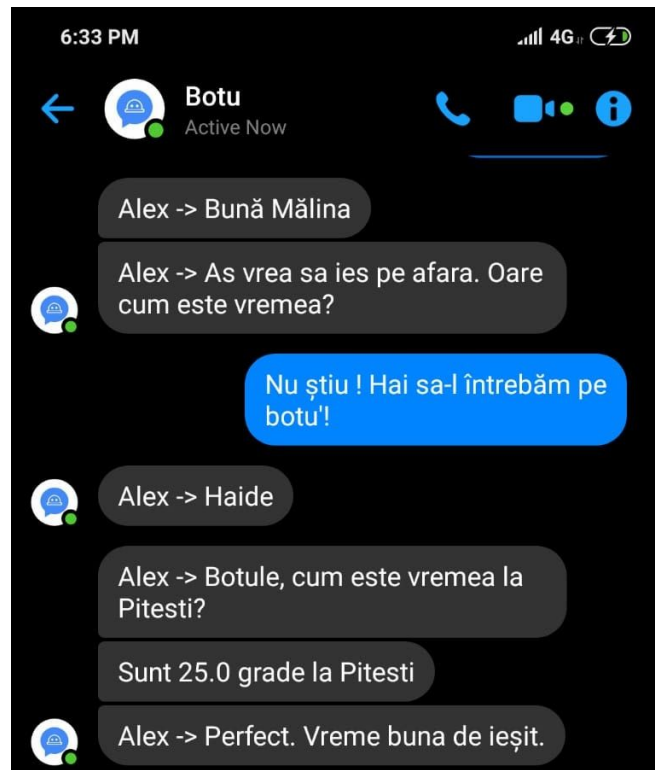 6:33 PM
4G
Botu
Active Now
Alex -> Bună Mălina
Alex -> As vrea sa ies pe afara. Oare
cum este vremea?
Nu știu ! Hai sa-l întrebăm pe
botu'!
Alex -> Haide
Alex -> Botule, cum este vremea la
Pitesti?
Sunt 25.0 grade la Pitesti
Alex -> Perfect. Vreme buna de ieșit.